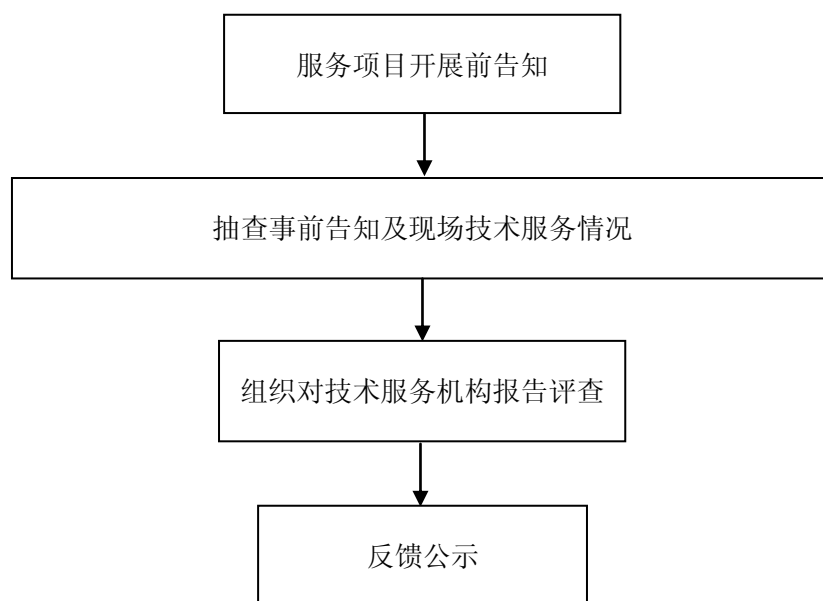 服务项目开展前告知
抽查事前告知及现场技术服务情况
组织对技术服务机构报告评查
反馈公示